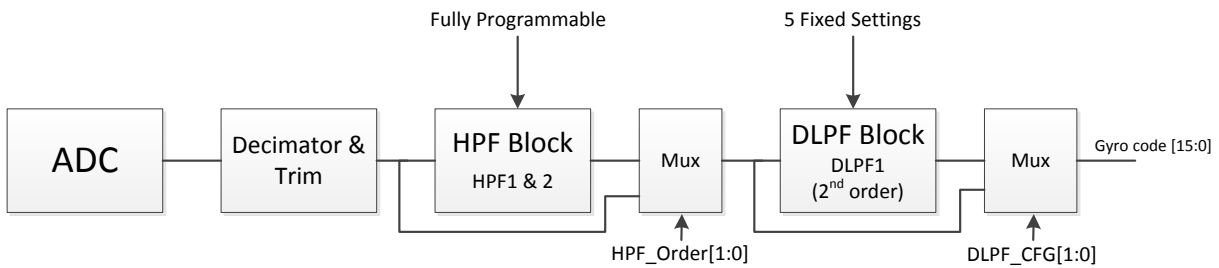 Fully Programmable
5 Fixed Settings
ADC
Decimator &
Trim
HPF Block
HPF1 & 2
Mux
DLPF Block
DLPF1
(2nd order)
Mux
Gyro code [15:0]
HPF_Order[1:0]
DLPF_CFG[1:0]